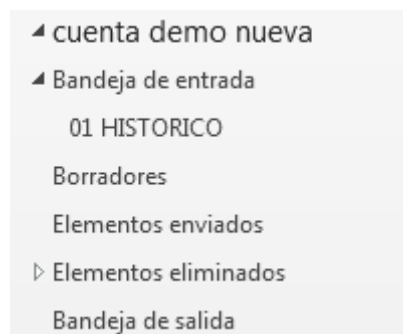 cuenta demo nueva
Bandeja de entrada
01 HISTORICO
Borradores
Elementos enviados
Elementos eliminados
Bandeja de salida